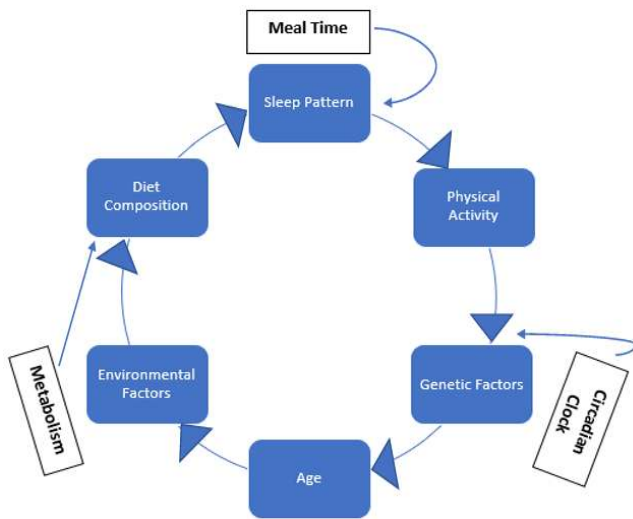 Meal Time
Sleep Pattern
Physical
Activity
Genetic Factors
Circadian
Clock
Age
Environmental
Factors
Metabolism
Diet
Composition